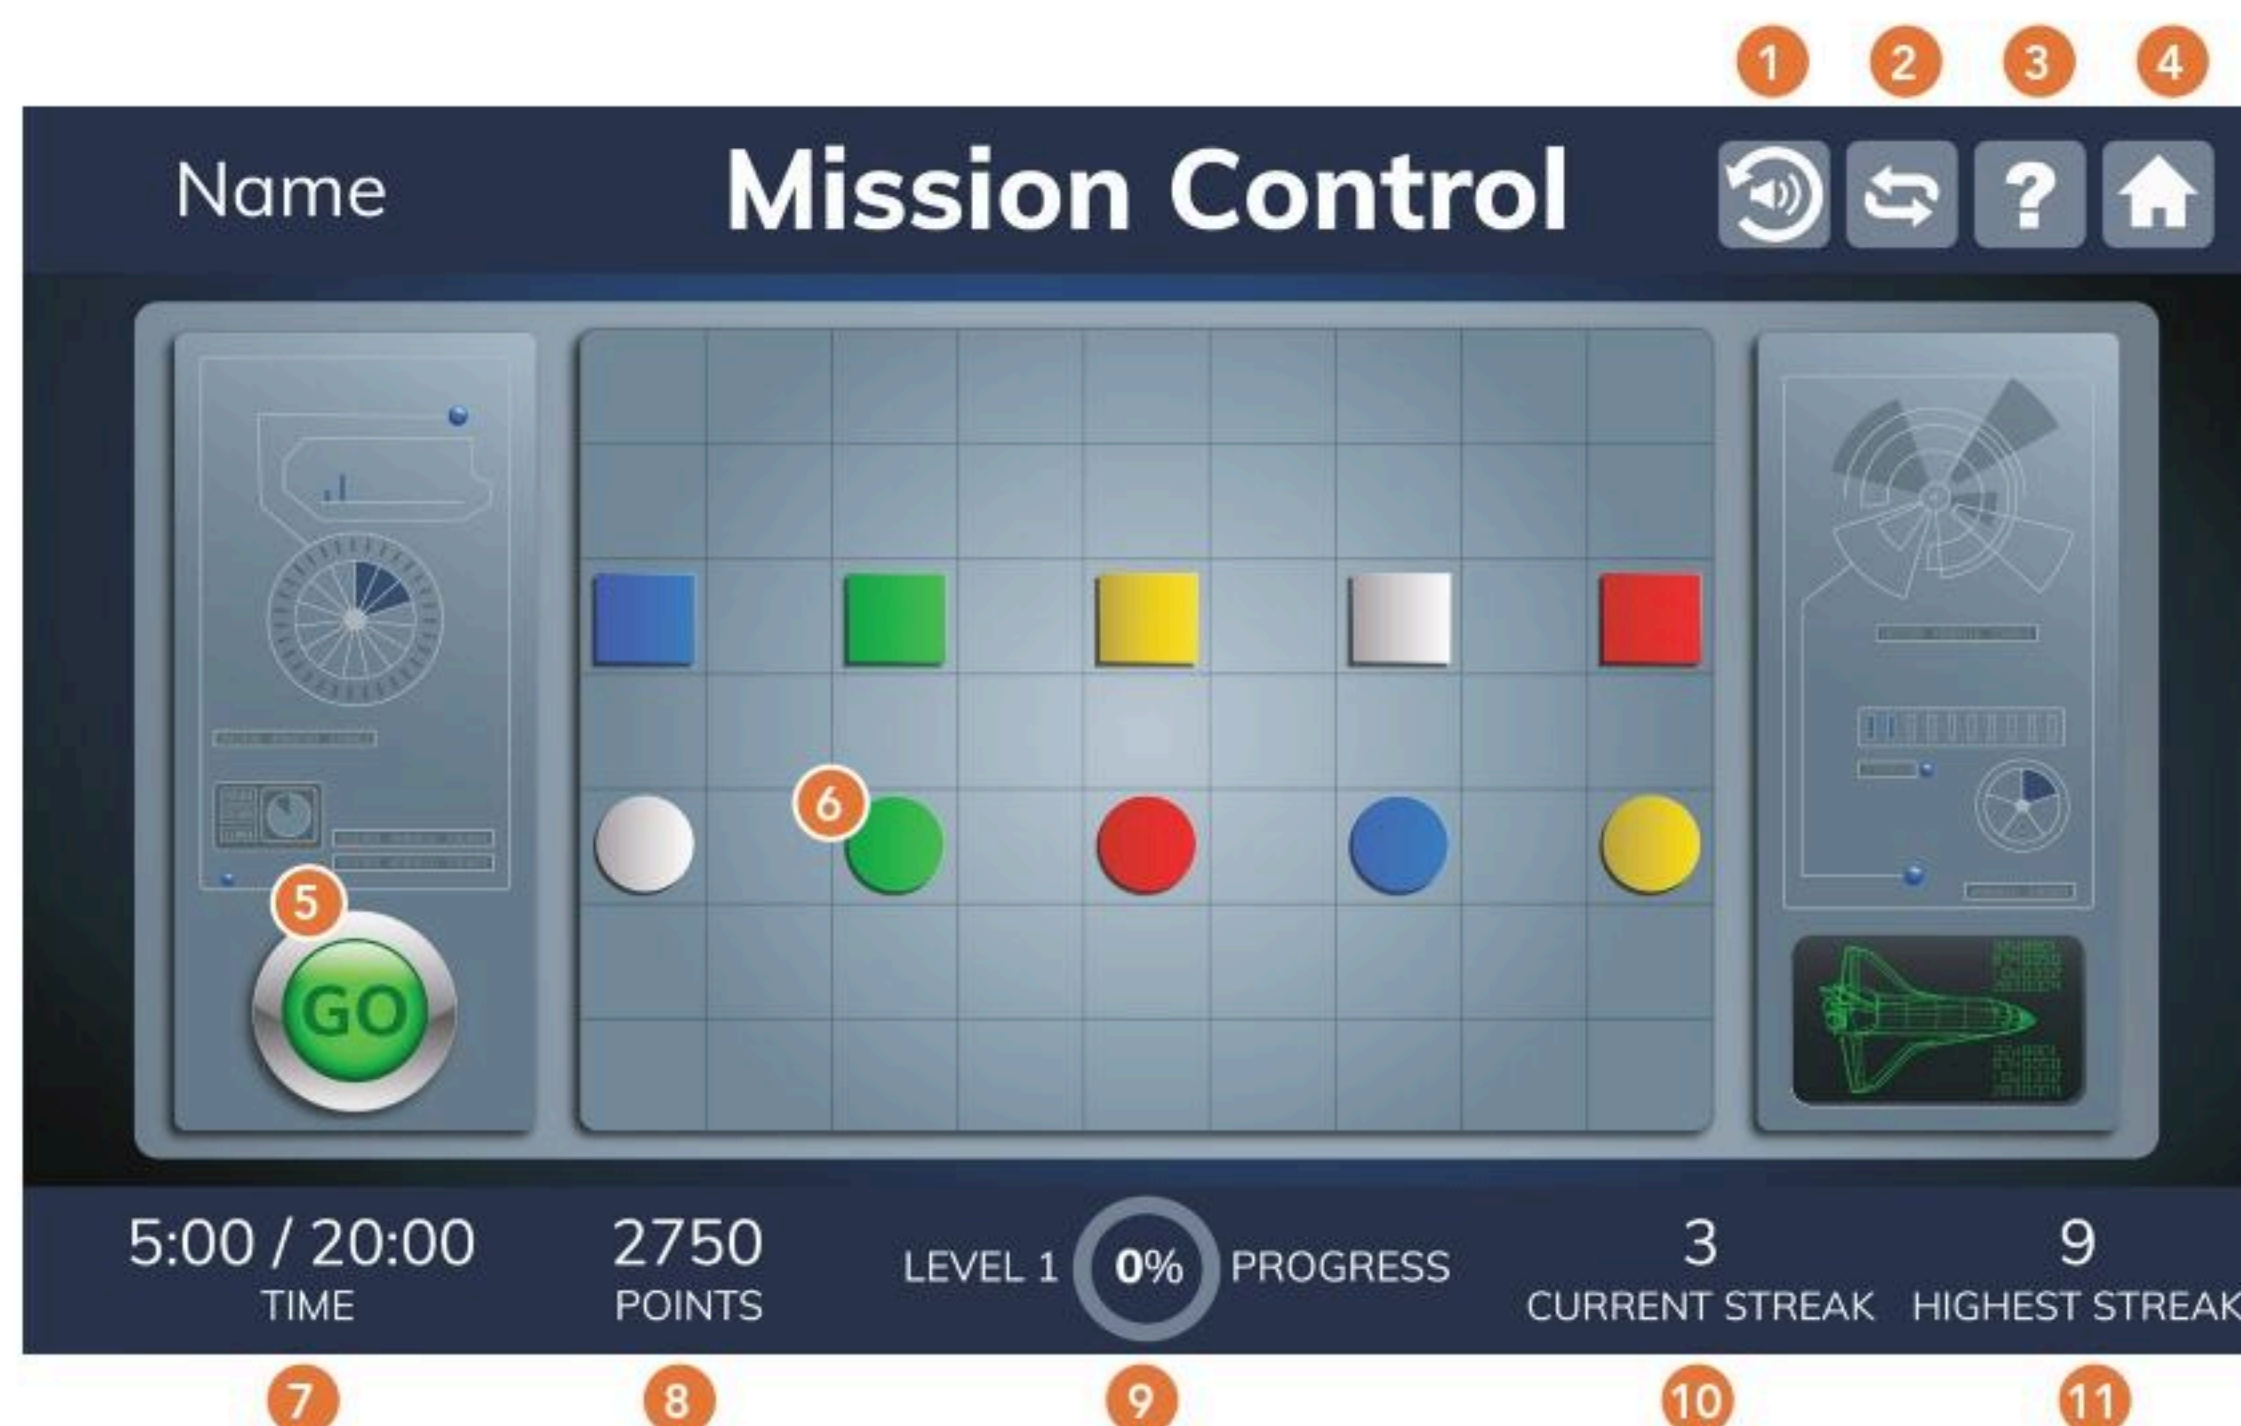 1 2 3 4
Name Mission Control ?
6
5
GO
5:00 / 20:00
TIME
2750
POINTS
LEVEL 1 0% PROGRESS
3
CURRENT STREAK
9
HIGHEST STREAK
7 8 9 10 11